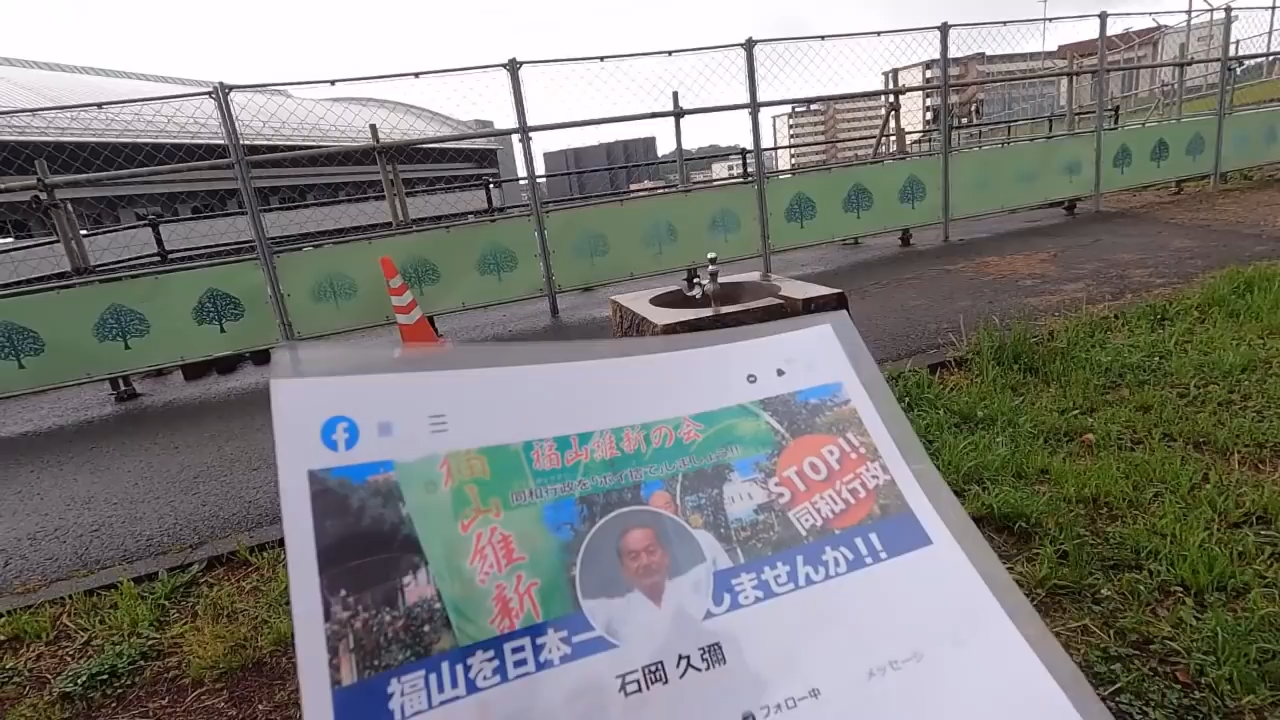 福山維新の会
同和行政を「ポイ捨て」しましょう!!
福山維新
STOP!!
同和行政
福山を日本一
しませんか!!
石岡 久彌
フォロー中
メッセージ